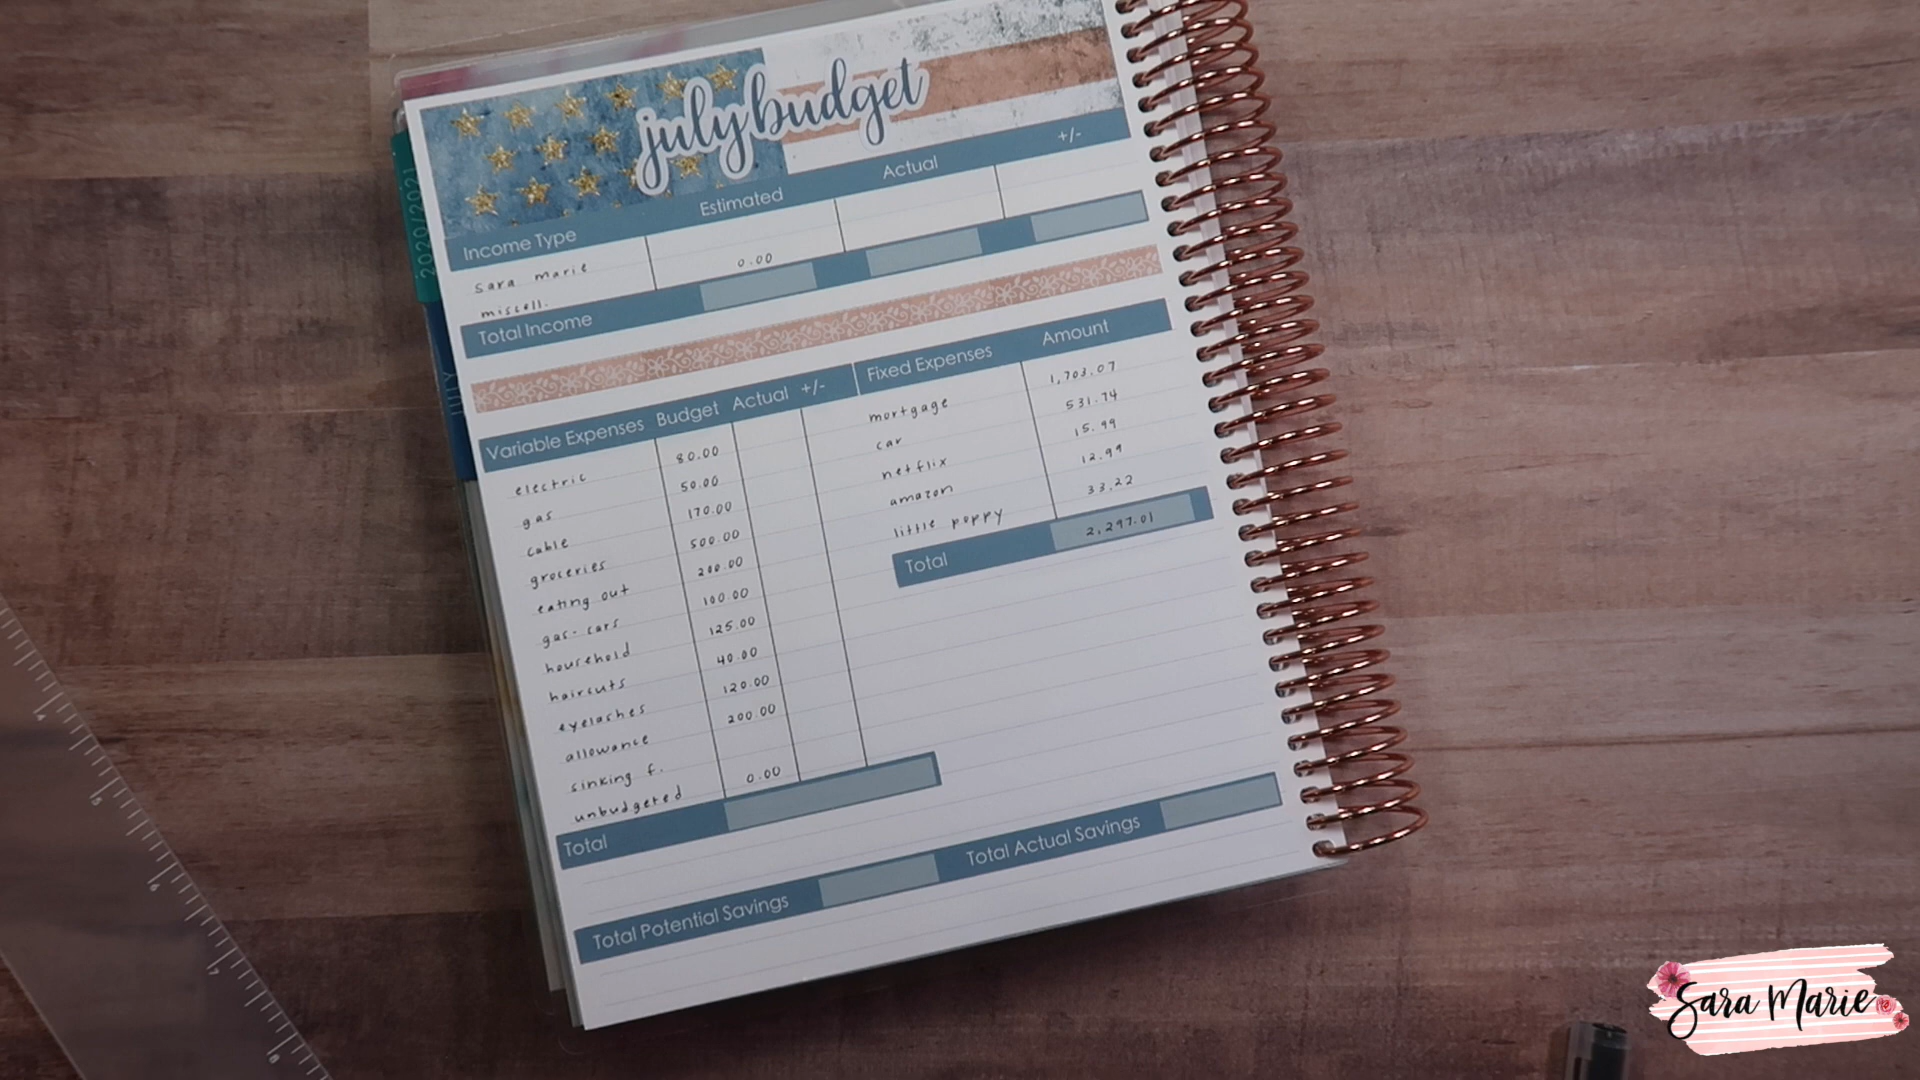 july budget
Income Type Estimated Actual +/-
sara marie
miscell. 0.00
Total Income
Variable Expenses Budget Actual +/-
electric 80.00
gas 50.00
cable 170.00
groceries 500.00
eating out 200.00
gas- cars 100.00
household 125.00
haircuts 40.00
eyelashes 120.00
allowance 200.00
sinking f.
unbudgeted 0.00
Total
Fixed Expenses Amount
mortgage 1,703.07
car 531.74
netflix 15.99
amazon 12.99
little poppy 33.22
Total 2,297.01
Total Potential Savings Total Actual Savings
2020/2021
JULY
Sara Marie